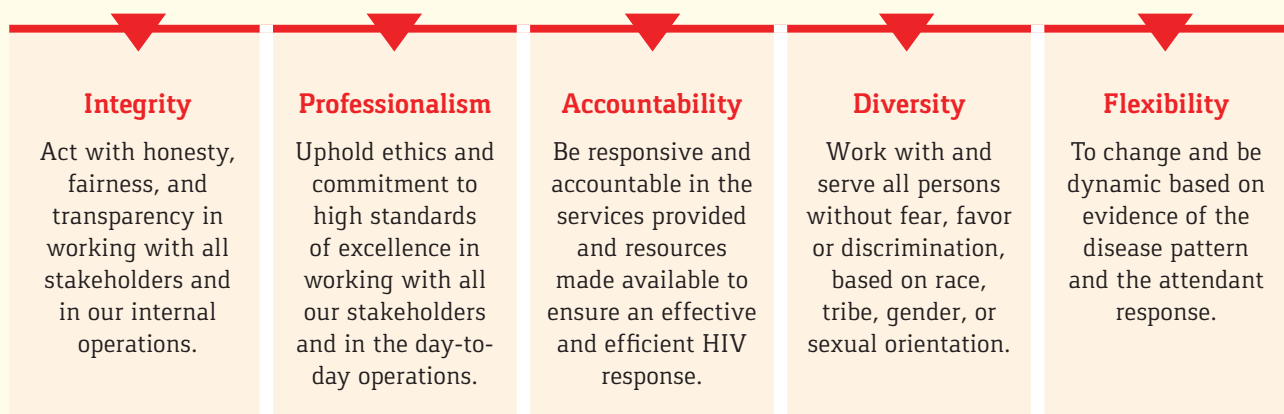 Integrity
Act with honesty,
fairness, and
transparency in
working with all
stakeholders and
in our internal
operations.
Professionalism
Uphold ethics and
commitment to
high standards
of excellence in
working with all
our stakeholders
and in the day-to-
day operations.
Accountability
Be responsive and
accountable in the
services provided
and resources
made available to
ensure an effective
and efficient HIV
response.
Diversity
Work with and
serve all persons
without fear, favor
or discrimination,
based on race,
tribe, gender, or
sexual orientation.
Flexibility
To change and be
dynamic based on
evidence of the
disease pattern
and the attendant
response.